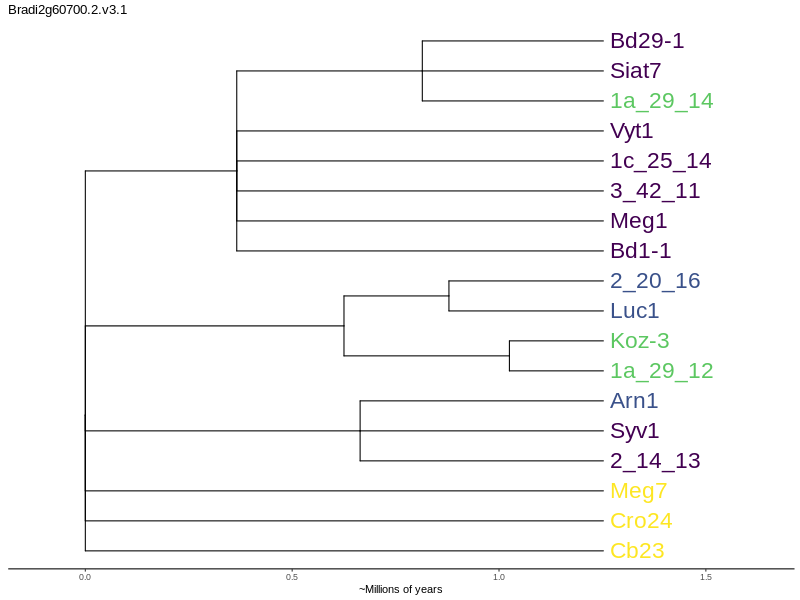 Bradi2g60700.2.v3.1
Bd29-1
Siat7
1a_29_14
Vyt1
1c_25_14
3_42_11
Meg1
Bd1-1
2_20_16
Luc1
Koz-3
1a_29_12
Arn1
Syv1
2_14_13
Meg7
Cro24
Cb23
0.0 0.5 1.0 1.5
~Millions of years